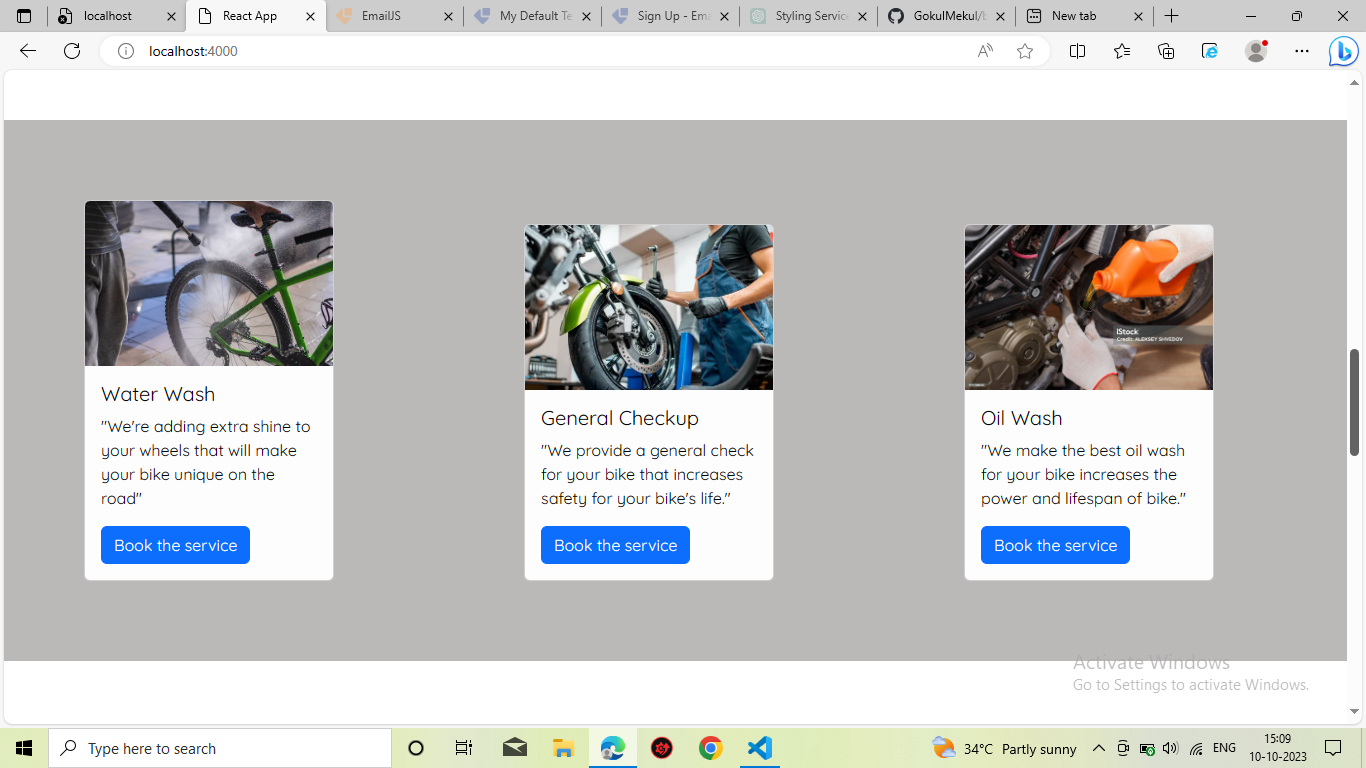 localhost
React App
EmailJS
My Default Te
Sign Up - Ema
Styling Service
GokulMekul/b
New tab
localhost:4000
Water Wash
"We're adding extra shine to
your wheels that will make
your bike unique on the
road"
Book the service
General Checkup
"We provide a general check
for your bike that increases
safety for your bike's life."
Book the service
iStock
Credit: ALEKSEY SHVEDOV
Oil Wash
"We make the best oil wash
for your bike increases the
power and lifespan of bike."
Book the service
Activate Windows
Go to Settings to activate Windows.
Type here to search
34°C Partly sunny
ENG
15:09
10-10-2023